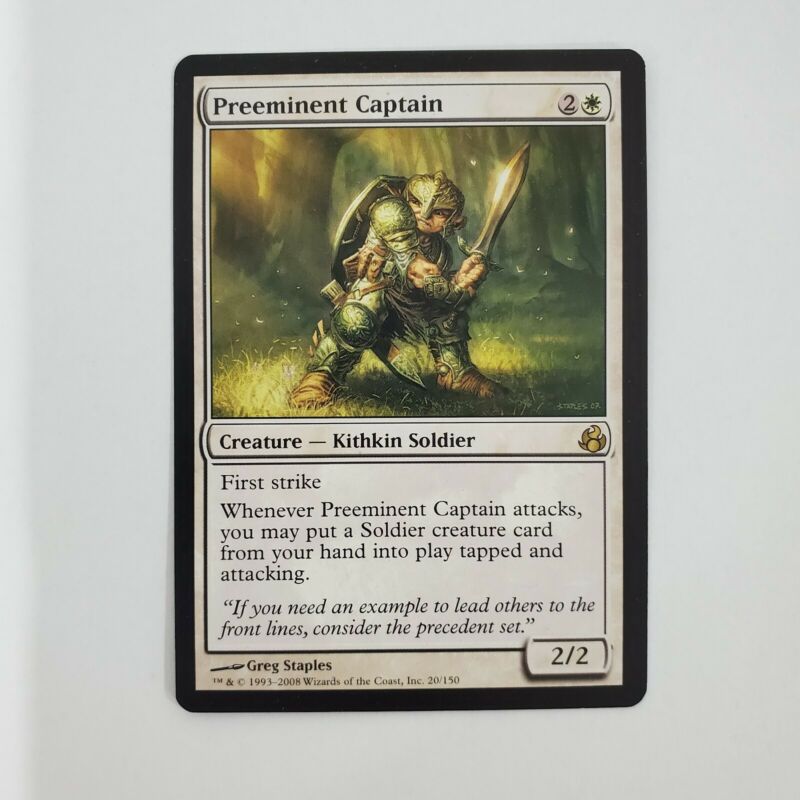 Preeminent Captain 2
STAPLES 07
Creature — Kithkin Soldier
First strike
Whenever Preeminent Captain attacks,
you may put a Soldier creature card
from your hand into play tapped and
attacking.
“If you need an example to lead others to the
front lines, consider the precedent set.”
2/2
Greg Staples
™ & © 1993–2008 Wizards of the Coast, Inc. 20/150